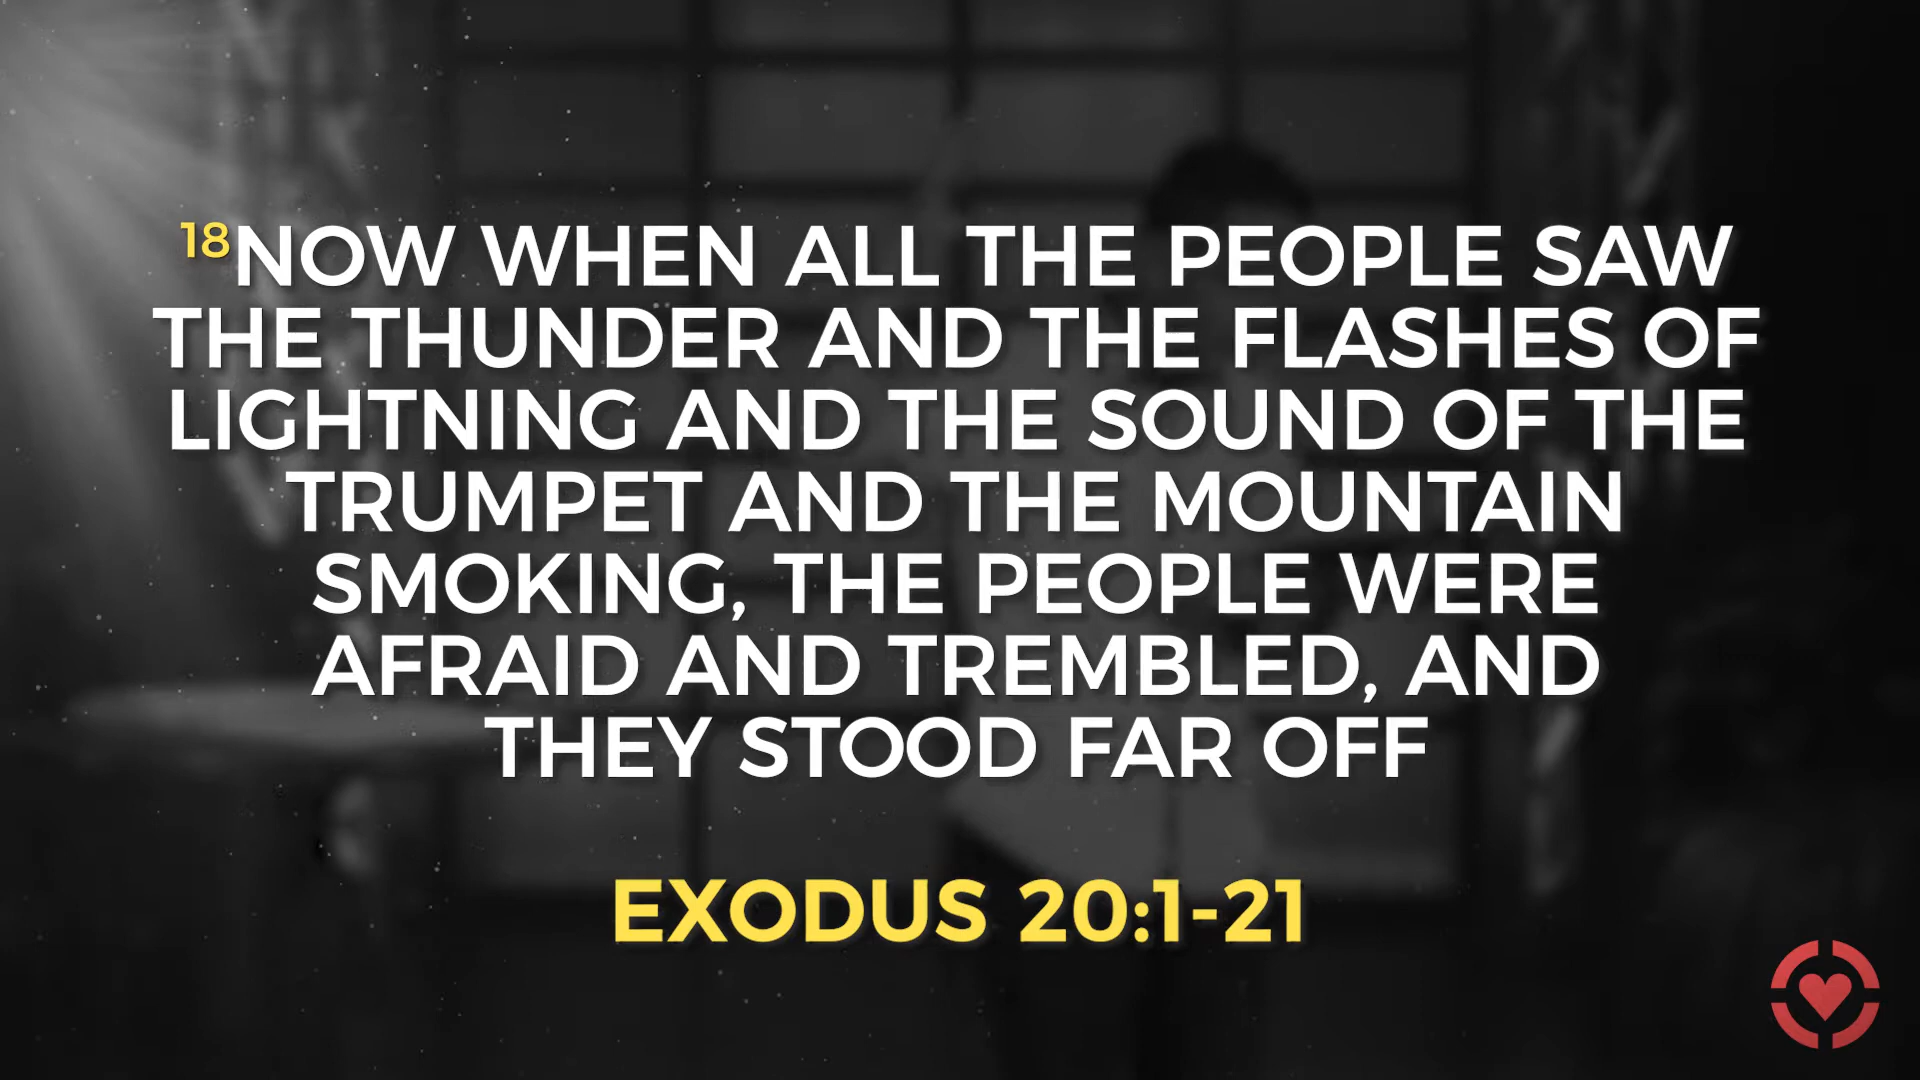 18NOW WHEN ALL THE PEOPLE SAW
THE THUNDER AND THE FLASHES OF
LIGHTNING AND THE SOUND OF THE
TRUMPET AND THE MOUNTAIN
SMOKING, THE PEOPLE WERE
AFRAID AND TREMBLED, AND
THEY STOOD FAR OFF
EXODUS 20:1-21